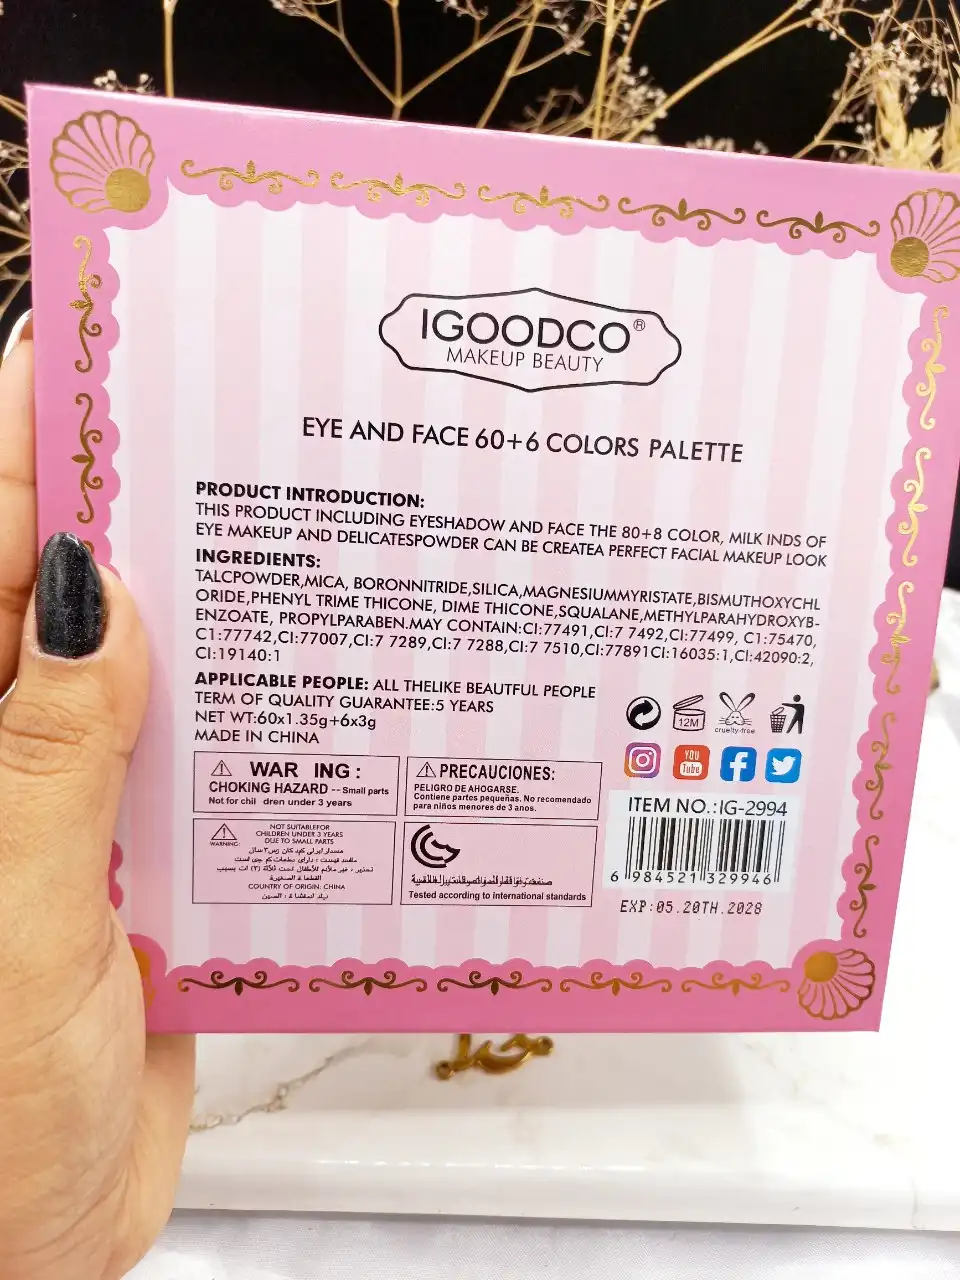 IGOODCO®
MAKEUP BEAUTY
EYE AND FACE 60+6 COLORS PALETTE
PRODUCT INTRODUCTION:
THIS PRODUCT INCLUDING EYESHADOW AND FACE THE 80+8 COLOR, MILK INDS OF
EYE MAKEUP AND DELICATESPOWDER CAN BE CREATEA PERFECT FACIAL MAKEUP LOOK
INGREDIENTS:
TALCPOWDER,MICA, BORONNITRIDE,SILICA,MAGNESIUMMYRISTATE,BISMUTHOXYCHL
ORIDE,PHENYL TRIME THICONE, DIME THICONE,SQUALANE,METHYLPARAHYDROXYB-
ENZOATE, PROPYLPARABEN.MAY CONTAIN:CI:77491,CI:7 7492,CI:77499, C1:75470,
C1:77742,CI:77007,CI:7 7289,CI:7 7288,CI:7 7510,CI:77891CI:16035:1,CI:42090:2,
CI:19140:1
APPLICABLE PEOPLE: ALL THELIKE BEAUTFUL PEOPLE
TERM OF QUALITY GUARANTEE:5 YEARS
NET WT:60x1.35g+6x3g
MADE IN CHINA
12M
cruelty-free
You
Tube
WAR ING :
CHOKING HAZARD -- Small parts
Not for chil dren under 3 years
PRECAUCIONES:
PELIGRO DE AHOGARSE.
Contiene partes pequeñas. No recomendado
para niños menores de 3 anos.
WARNING:
NOT SUITABLEFOR
CHILDREN UNDER 3 YEARS
DUE TO SMALL PARTS
COUNTRY OF ORIGIN: CHINA
Tested according to international standards
ITEM NO.:IG-2994
6 984521 329946
EXP:05.20TH.2028